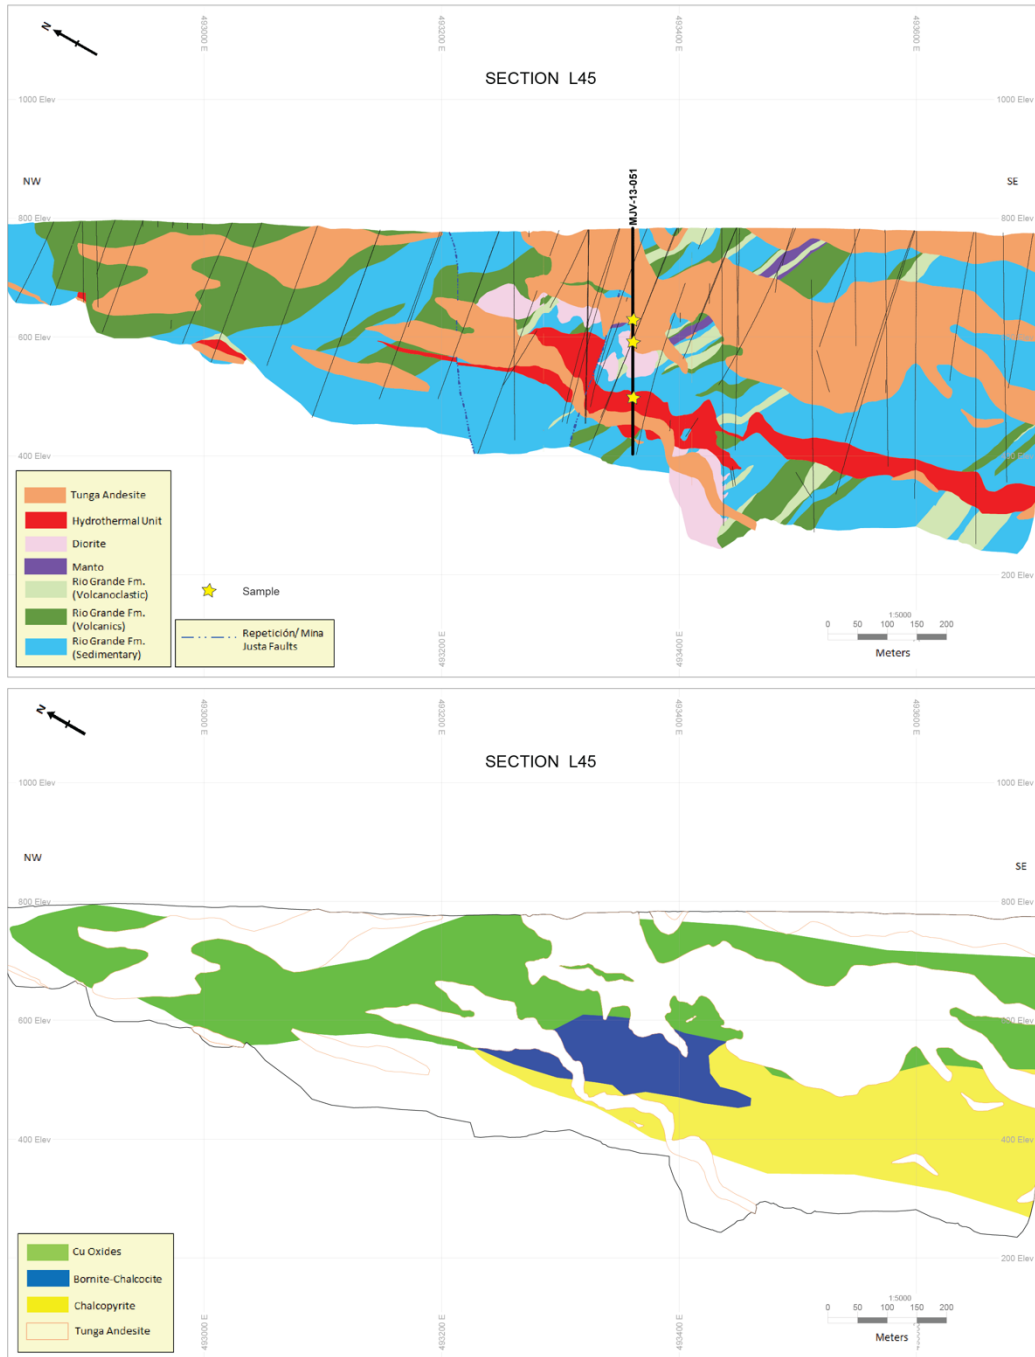 N
493000 E
493200 E
493400 E
493600 E
SECTION L45
1000 Elev
1000 Elev
MJV-13-051
NW
SE
800 Elev
800 Elev
600 Elev
400 Elev
Tunga Andesite
Hydrothermal Unit
Diorite
Manto
Rio Grande Fm.
(Volcanoclastic)
Rio Grande Fm.
(Volcanics)
Rio Grande Fm.
(Sedimentary)
Sample
Repetición/ Mina
Justa Faults
200 Elev
1:5000
0 50 100 150 200
Meters
493200 E
493400 E
N
493000 E
493200 E
493400 E
493600 E
SECTION L45
1000 Elev
1000 Elev
NW
SE
800 Elev
800 Elev
600 Elev
600 Elev
400 Elev
400 Elev
200 Elev
200 Elev
Cu Oxides
Bornite-Chalcocite
Chalcopyrite
Tunga Andesite
1:5000
0 50 100 150 200
Meters
493000 E
493200 E
493400 E